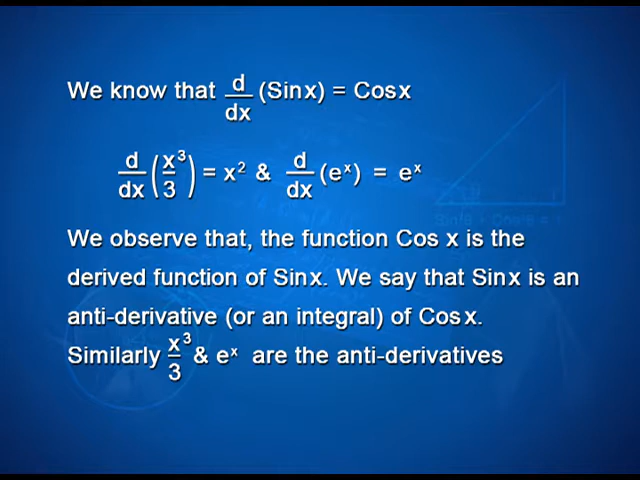 We know that d/dx (Sinx) = Cosx
d/dx (x³/3) = x² & d/dx (eˣ) = eˣ
We observe that, the function Cos x is the
derived function of Sinx. We say that Sinx is an
anti-derivative (or an integral) of Cosx.
Similarly x³/3 & eˣ are the anti-derivatives